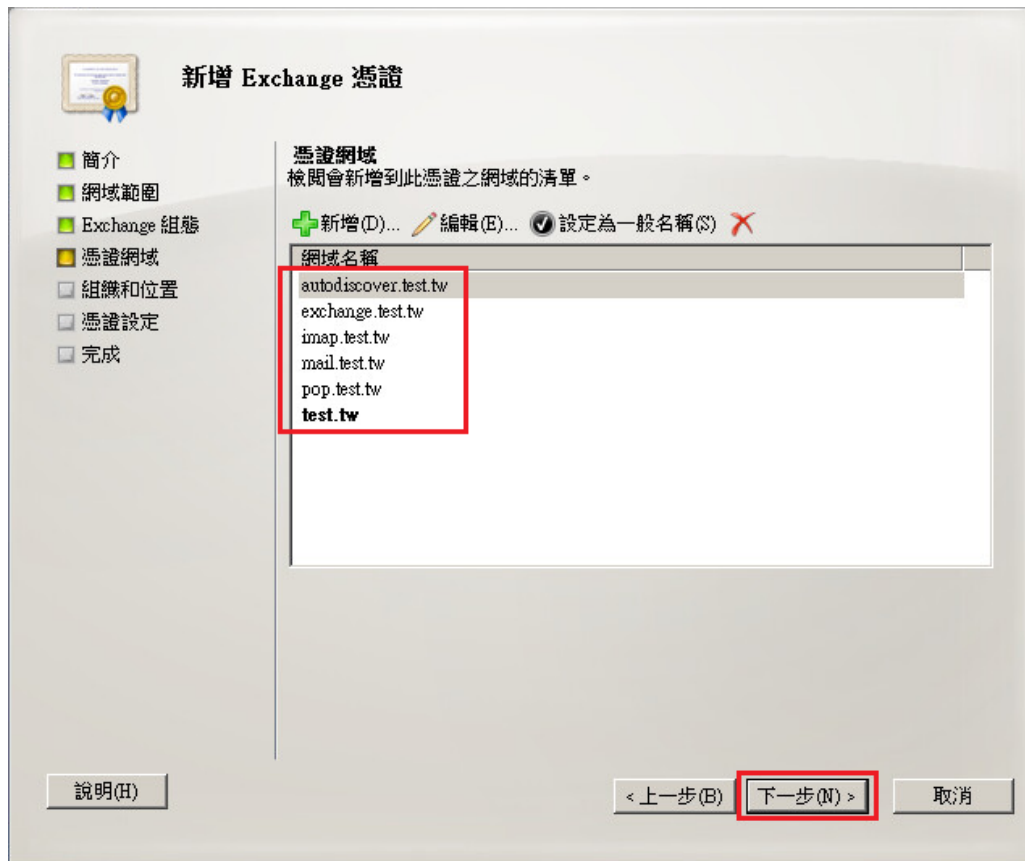 新增 Exchange 憑證
簡介
網域範圍
Exchange 組態
憑證網域
組織和位置
憑證設定
完成
憑證網域
檢閱會新增到此憑證之網域的清單。
新增(D)... 編輯(E)... 設定為一般名稱(S)
網域名稱
autodiscover.test.tw
exchange.test.tw
imap.test.tw
mail.test.tw
pop.test.tw
test.tw
說明(H) <上一步(B) 下一步(N)> 取消